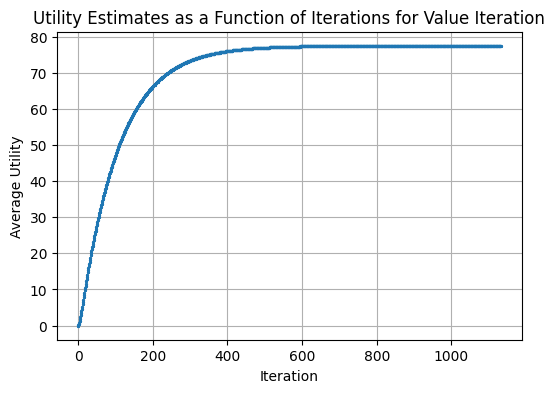 Utility Estimates as a Function of Iterations for Value Iteration
80
70
60
50
40
30
20
10
0
Average Utility
0 200 400 600 800 1000
Iteration